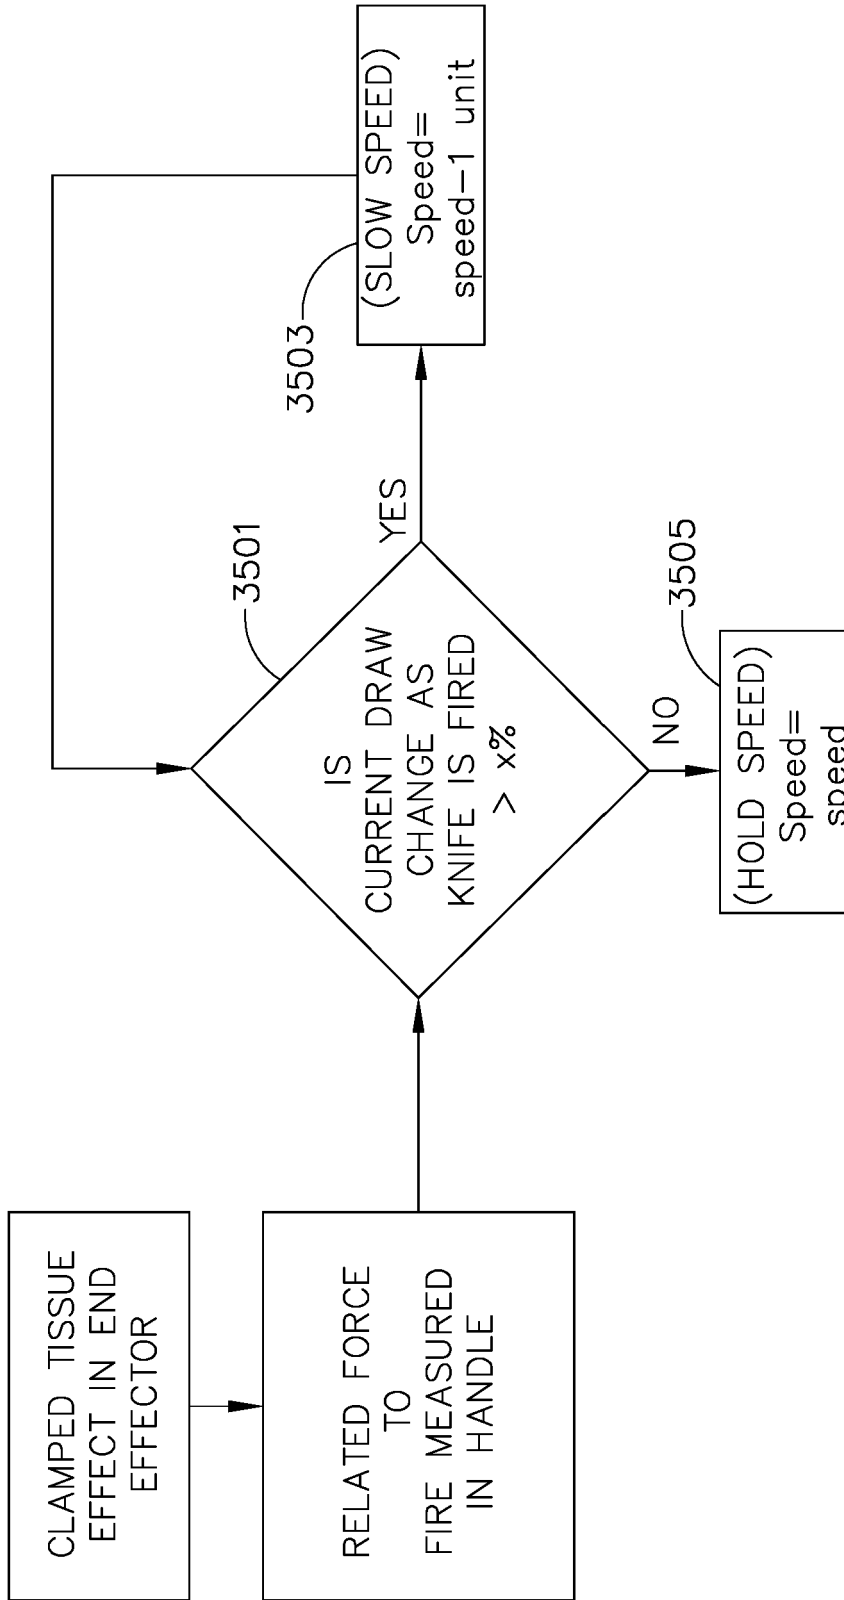 CLAMPED TISSUE
EFFECT IN END
EFFECTOR
RELATED FORCE
TO
FIRE MEASURED
IN HANDLE
IS
CURRENT DRAW
CHANGE AS
KNIFE IS FIRED
> x%
3501
YES
(SLOW SPEED)
Speed=
speed-1 unit
3503
NO
(HOLD SPEED)
Speed=
speed
3505